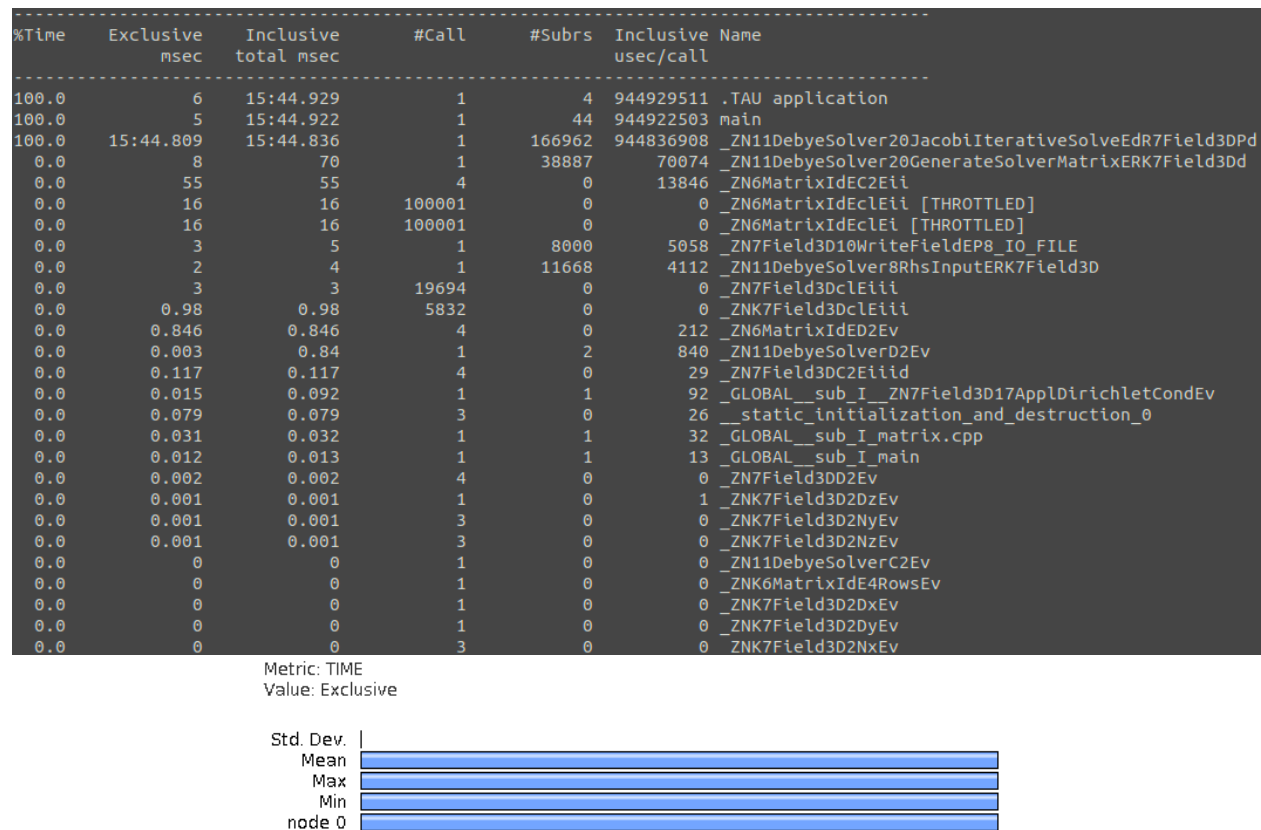 %Time Exclusive Inclusive #Call #Subrs Inclusive Name
msec total msec usec/call
100.0 6 15:44.929 1 4 944929511 .TAU application
100.0 5 15:44.922 1 44 944922503 main
100.0 15:44.809 15:44.836 1 166962 944836908 _ZN11DebyeSolver20JacobiIterativeSolveEdR7Field3DPd
0.0 8 70 1 38887 70074 _ZN11DebyeSolver20GenerateSolverMatrixERK7Field3Dd
0.0 55 55 4 0 13846 _ZN6MatrixIdEC2Eii
0.0 16 16 100001 0 0 _ZN6MatrixIdEclEii [THROTTLED]
0.0 16 16 100001 0 0 _ZN6MatrixIdEclEi [THROTTLED]
0.0 3 5 1 8000 5058 _ZN7Field3D10WriteFieldEP8_IO_FILE
0.0 2 4 1 11668 4112 _ZN11DebyeSolver8RhsInputERK7Field3D
0.0 3 3 19694 0 0 _ZN7Field3DclEiii
0.0 0.98 0.98 5832 0 0 _ZNK7Field3DclEiii
0.0 0.846 0.846 4 0 212 _ZN6MatrixIdED2Ev
0.0 0.003 0.84 1 2 840 _ZN11DebyeSolverD2Ev
0.0 0.117 0.117 4 0 29 _ZN7Field3DC2Eiiid
0.0 0.015 0.092 1 1 92 _GLOBAL__sub_I__ZN7Field3D17ApplDirichletCondEv
0.0 0.079 0.079 3 0 26 __static_initialization_and_destruction_0
0.0 0.031 0.032 1 1 32 _GLOBAL__sub_I_matrix.cpp
0.0 0.012 0.013 1 1 13 _GLOBAL__sub_I_main
0.0 0.002 0.002 4 0 0 _ZN7Field3DD2Ev
0.0 0.001 0.001 1 0 1 _ZNK7Field3D2DzEv
0.0 0.001 0.001 3 0 0 _ZNK7Field3D2NyEv
0.0 0.001 0.001 3 0 0 _ZNK7Field3D2NzEv
0.0 0 0 1 0 0 _ZN11DebyeSolverC2Ev
0.0 0 0 1 0 0 _ZNK6MatrixIdE4RowsEv
0.0 0 0 1 0 0 _ZNK7Field3D2DxEv
0.0 0 0 1 0 0 _ZNK7Field3D2DyEv
0.0 0 0 3 0 0 _ZNK7Field3D2NxEv
Metric: TIME
Value: Exclusive
Std. Dev.
Mean
Max
Min
node 0